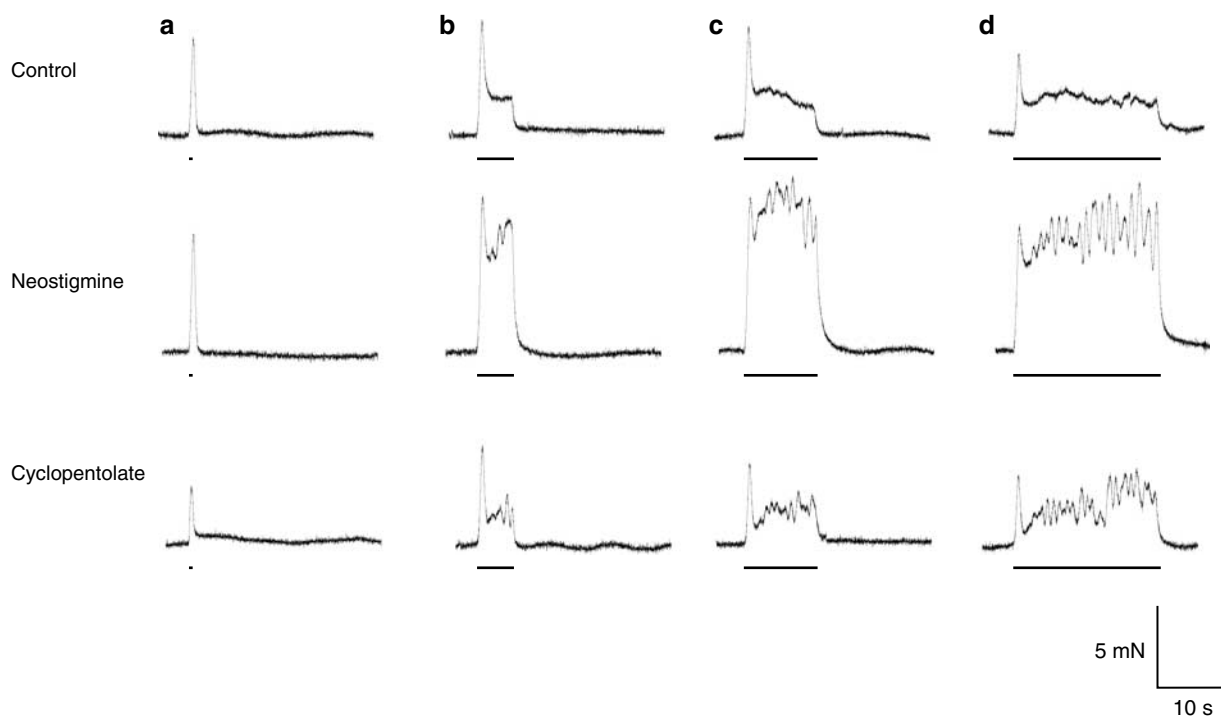 a b c d
Control
Neostigmine
Cyclopentolate
5 mN
10 s